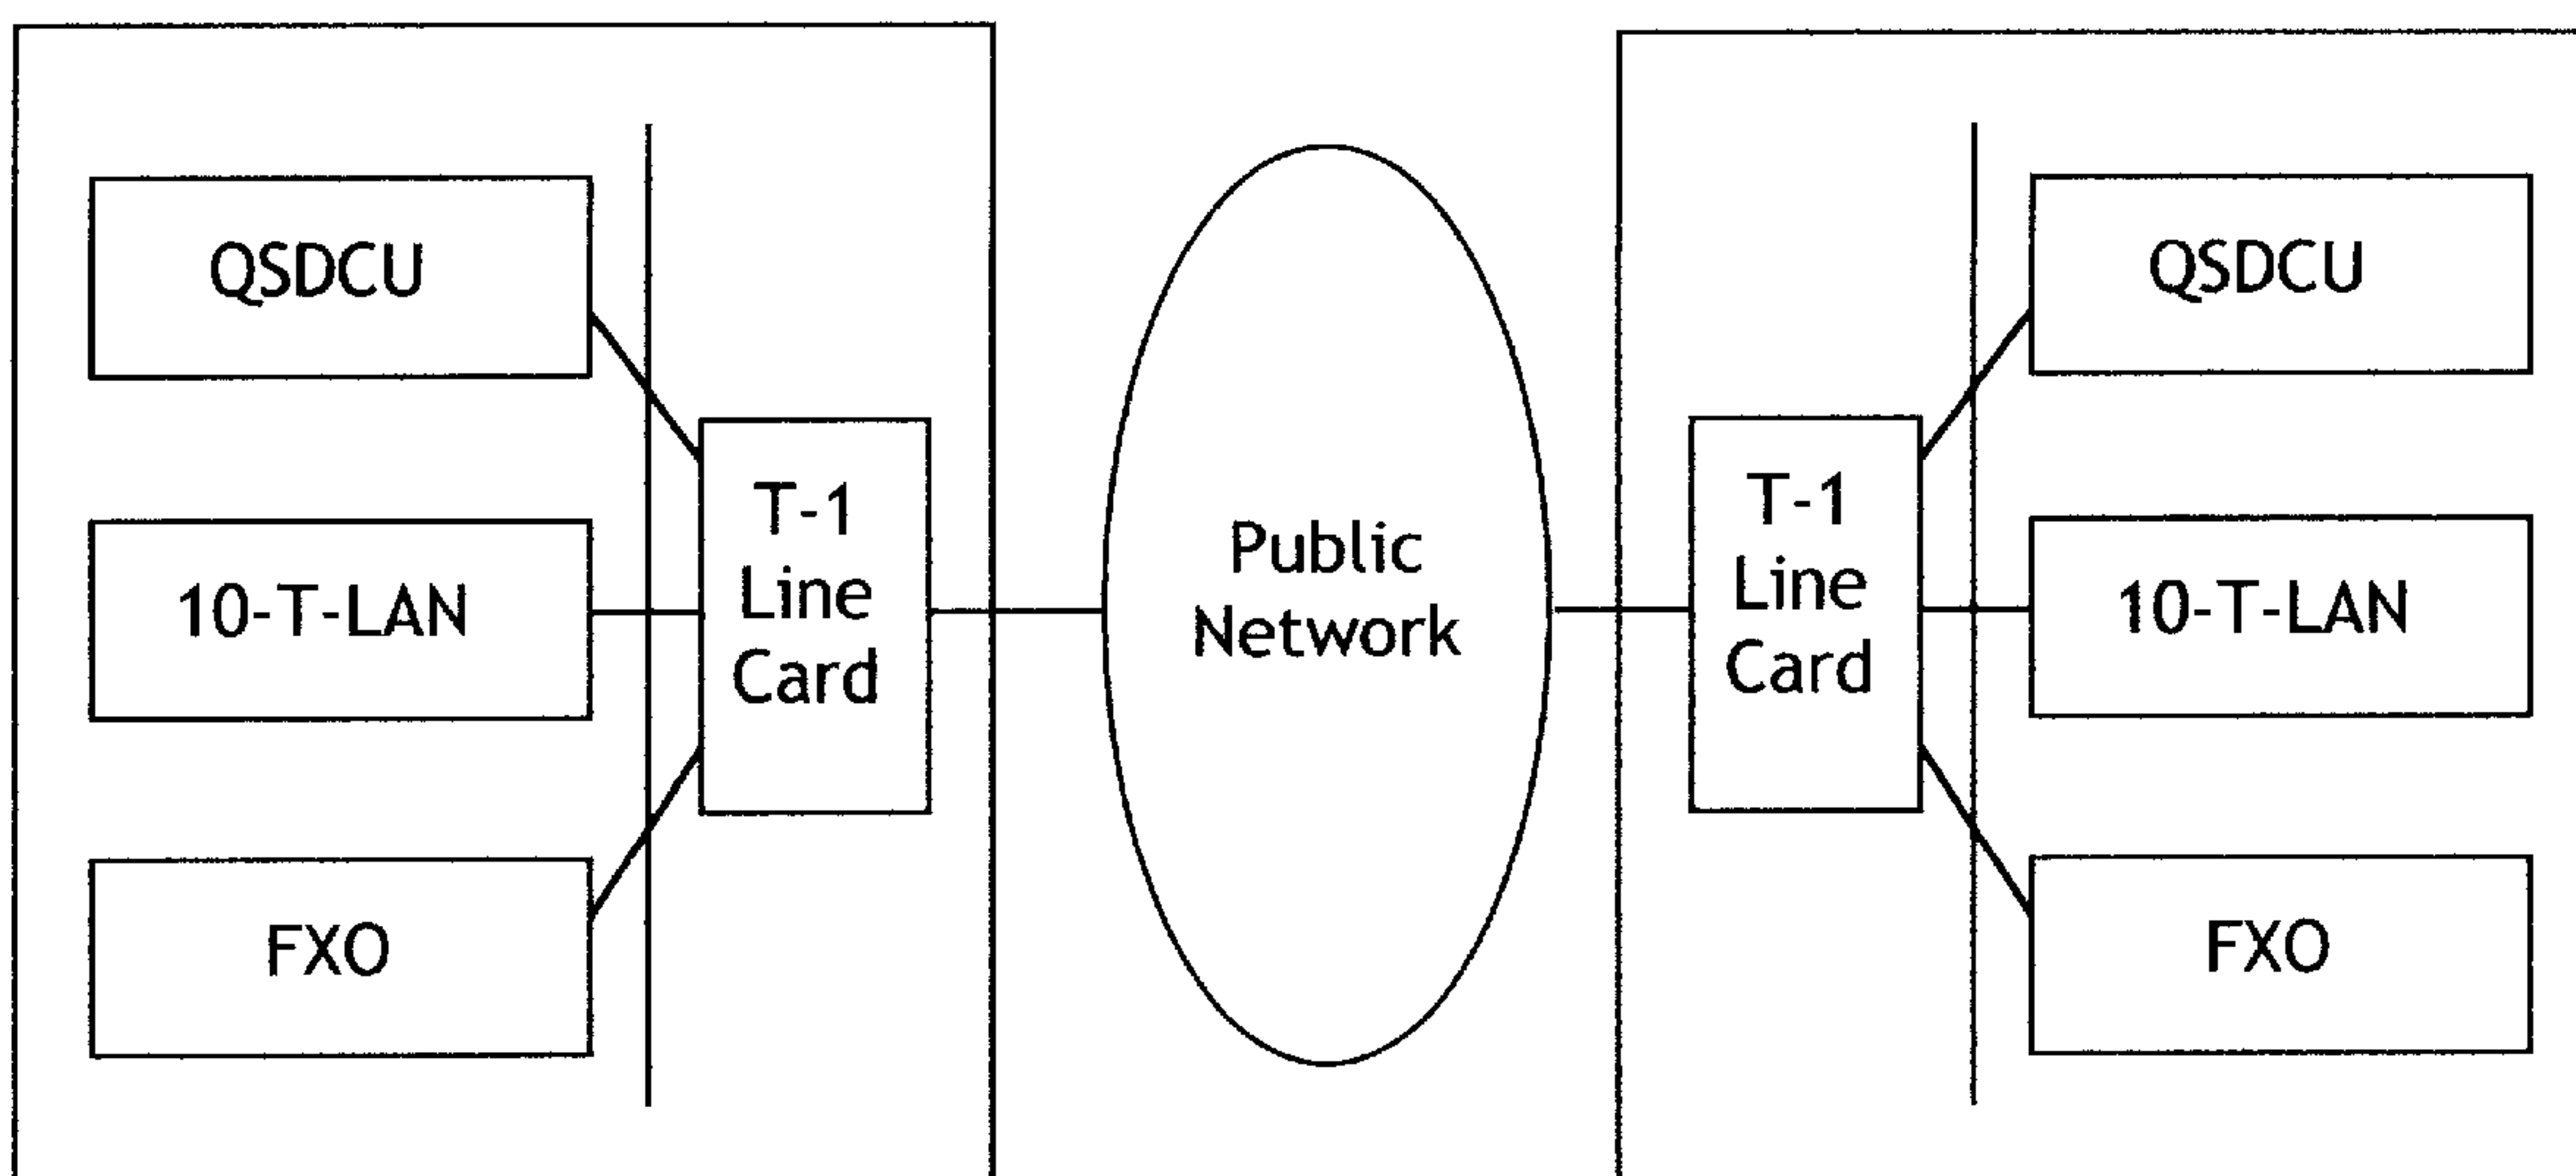 QSDCU
10-T-LAN
FXO
T-1
Line
Card
Public
Network
T-1
Line
Card
QSDCU
10-T-LAN
FXO